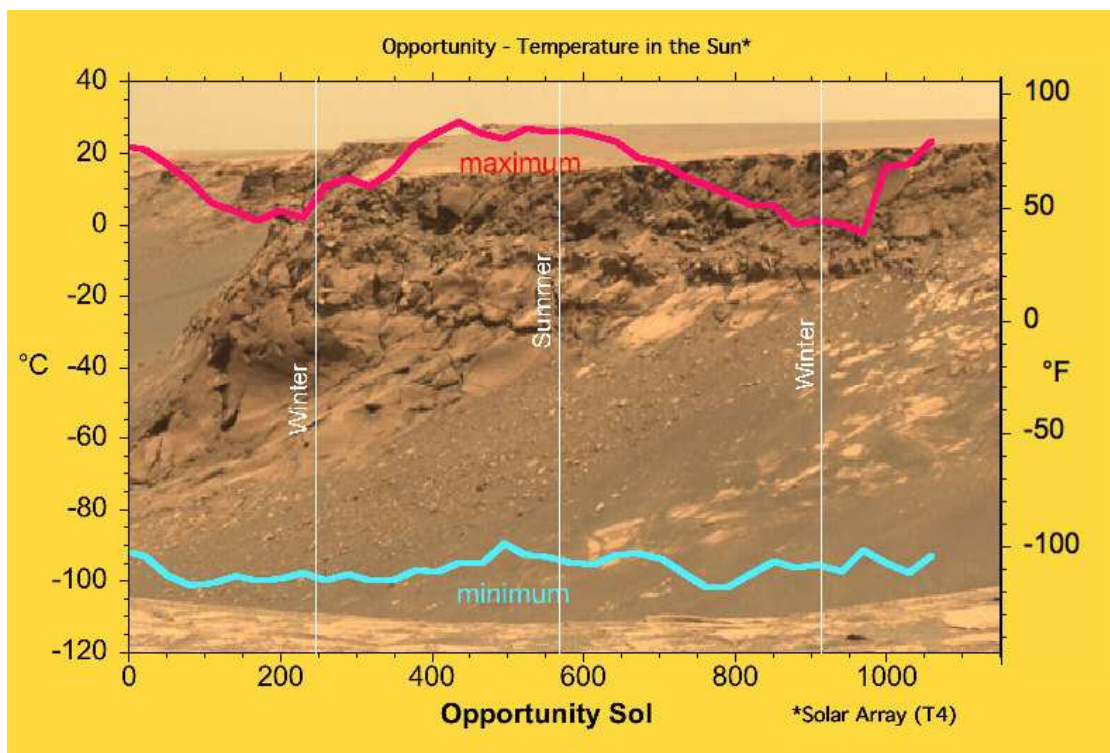 Opportunity - Temperature in the Sun*
40
20
0
-20
-40
-60
-80
-100
-120
°C
100
50
0
-50
-100
°F
maximum
Winter
Summer
Winter
minimum
0 200 400 600 800 1000
Opportunity Sol
*Solar Array (T4)